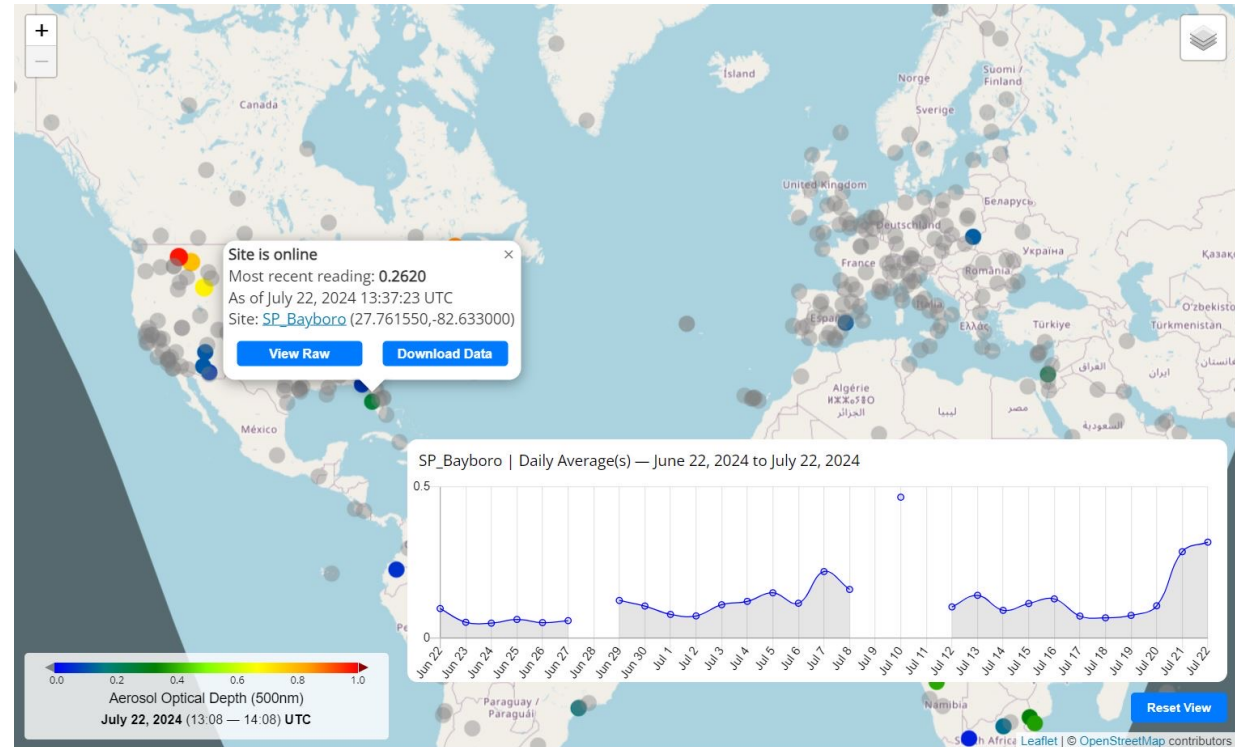 +
−
Ísland
Norge
Suomi /
Finland
Sverige
Canada
United Kingdom
Беларусь
Deutschland
Україна
France
România
Italia
España
Ελλάς
Türkiye
Қазақ
O'zbekisto
Türkmenistan
العراق
ایران
Algérie
ⵍⵣⵣⴰⵢⴻⵔ
الجزائر
ليبيا
مصر
السعودية
México
Site is online
×
Most recent reading: 0.2620
As of July 22, 2024 13:37:23 UTC
Site: SP_Bayboro (27.761550,-82.633000)
View Raw
Download Data
SP_Bayboro | Daily Average(s) — June 22, 2024 to July 22, 2024
0.5
0
Jun 22 Jun 23 Jun 24 Jun 25 Jun 26 Jun 27 Jun 28 Jun 29 Jun 30 Jul 1 Jul 2 Jul 3 Jul 4 Jul 5 Jul 6 Jul 7 Jul 8 Jul 9 Jul 10 Jul 11 Jul 12 Jul 13 Jul 14 Jul 15 Jul 16 Jul 17 Jul 18 Jul 19 Jul 20 Jul 21 Jul 22
Pe
0.0 0.2 0.4 0.6 0.8 1.0
Aerosol Optical Depth (500nm)
July 22, 2024 (13:08 — 14:08) UTC
Paraguay /
Paraguái
Namibia
South Africa
Reset View
Leaflet | © OpenStreetMap contributors